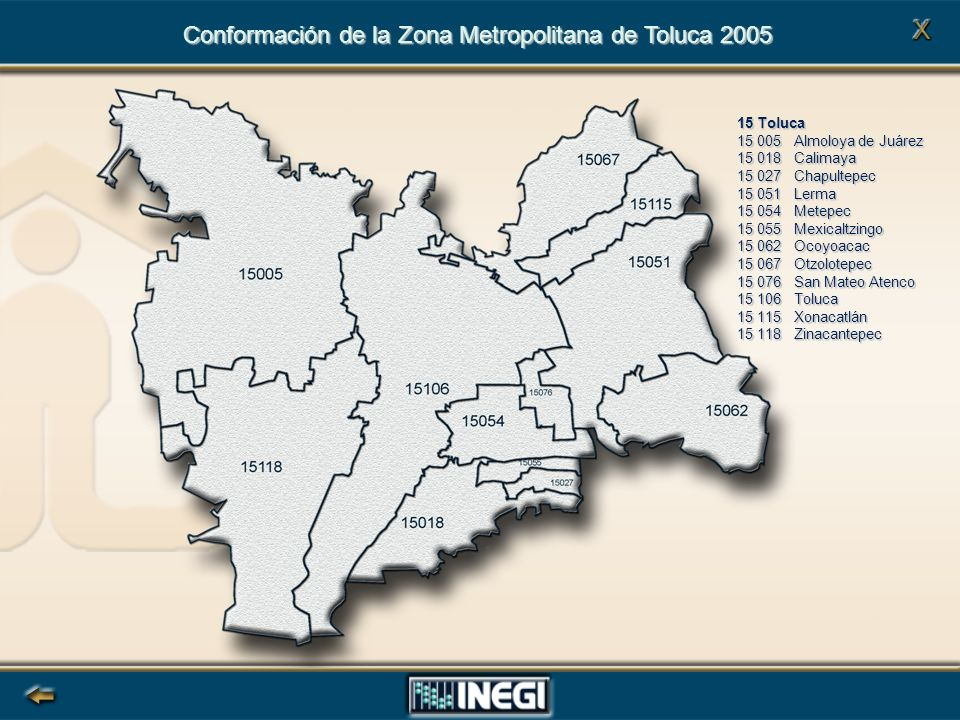 Conformación de la Zona Metropolitana de Toluca 2005
X
15 Toluca
15 005 Almoloya de Juárez
15 018 Calimaya
15 027 Chapultepec
15 051 Lerma
15 054 Metepec
15 055 Mexicaltzingo
15 062 Ocoyoacac
15 067 Otzolotepec
15 076 San Mateo Atenco
15 106 Toluca
15 115 Xonacatlán
15 118 Zinacantepec
15067
15115
15051
15005
15106
15076
15062
15054
15118
15055
15027
15018
INEGI